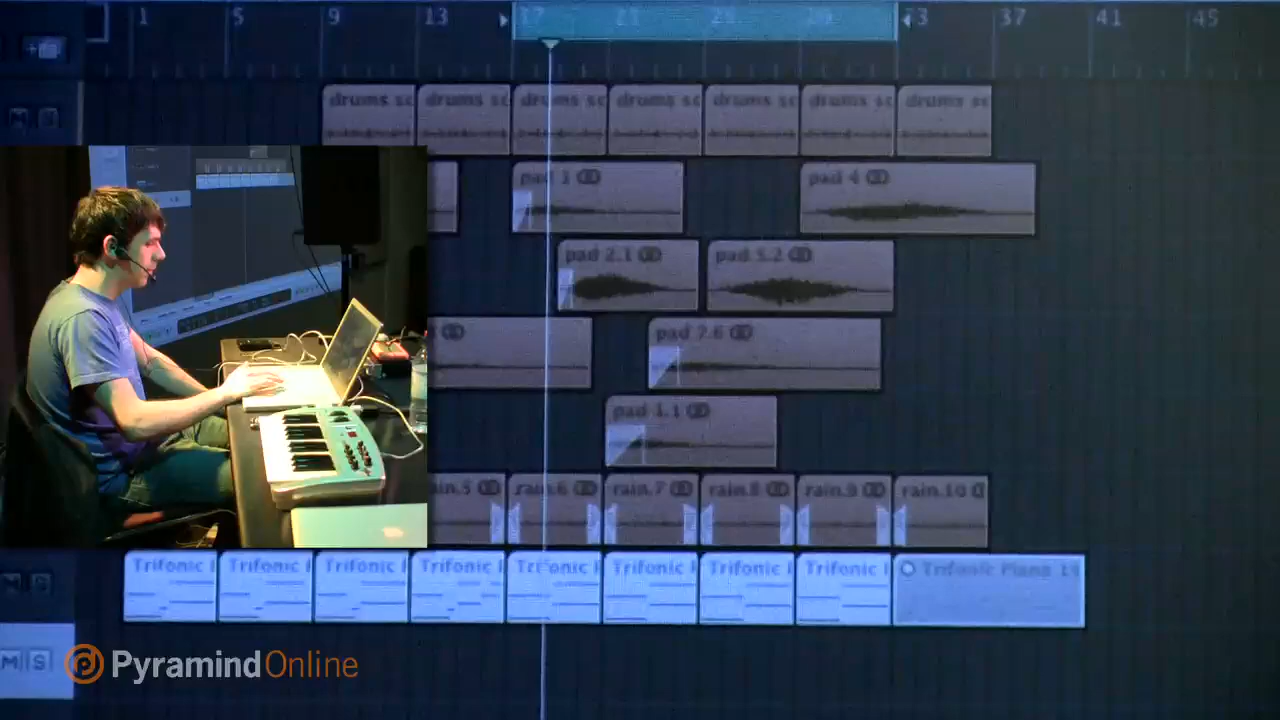 1 5 9 13 17 21 25 29 33 37 41 45
drums sc drums sc drums sc drums sc drums sc drums sc drums sc
M S
pad 1 pad 4
pad 2.1 pad 3.2
pad 2.6
pad 1.1
rain.5 rain.6 rain.7 rain.8 rain.9 rain.10
M S Trifonic Trifonic Trifonic Trifonic Trifonic Trifonic Trifonic Trifonic Trifonic Piano
M S
PyramindOnline